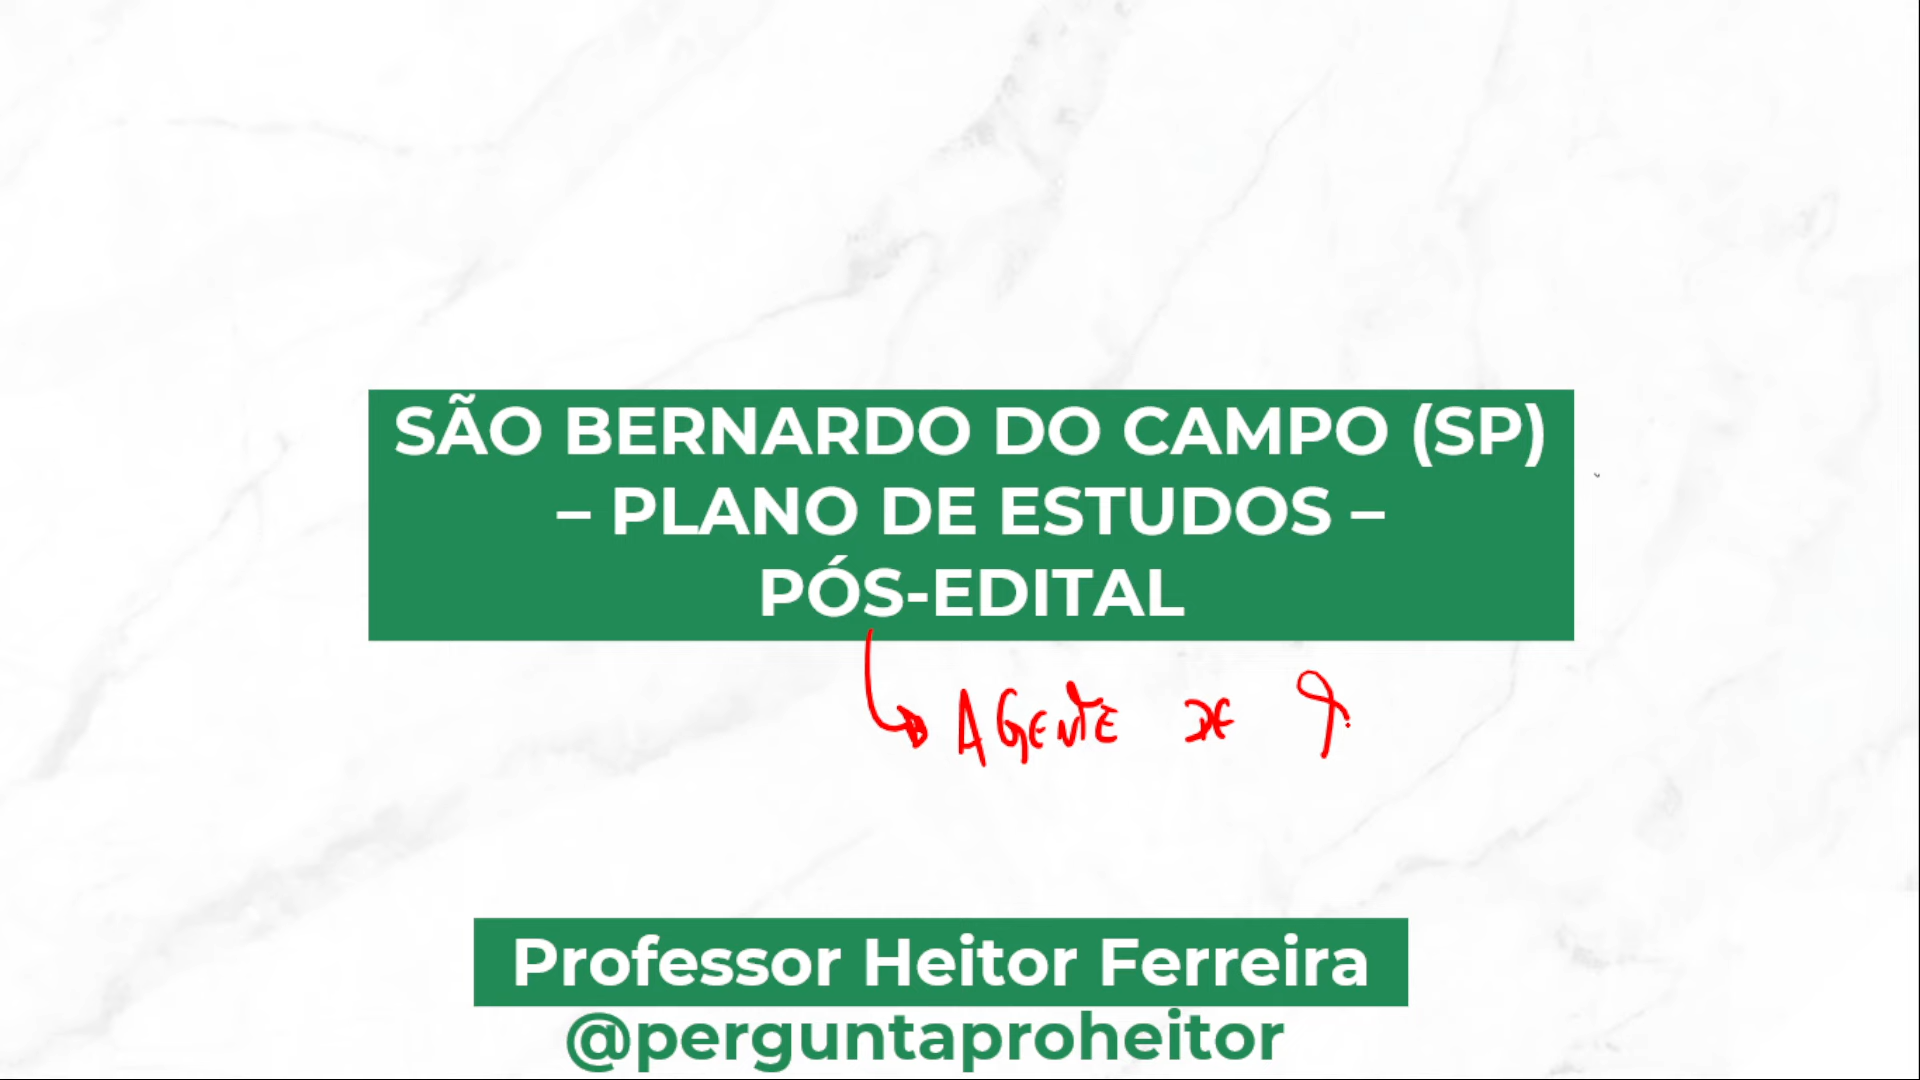 SÃO BERNARDO DO CAMPO (SP)
– PLANO DE ESTUDOS –
PÓS-EDITAL
AGENTE DE
Professor Heitor Ferreira
@perguntaproheitor